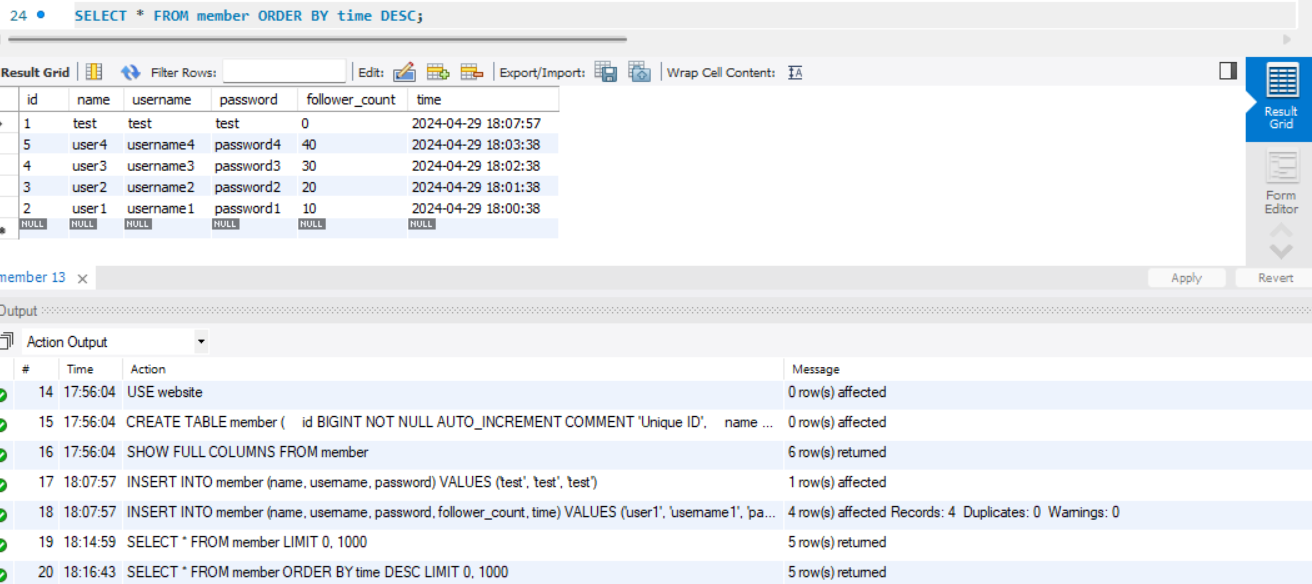 24 SELECT * FROM member ORDER BY time DESC;
Result Grid Filter Rows: Edit: Export/Import: Wrap Cell Content: IA
id name username password follower_count time
1 test test test 0 2024-04-29 18:07:57
5 user4 username4 password4 40 2024-04-29 18:03:38
4 user3 username3 password3 30 2024-04-29 18:02:38
3 user2 username2 password2 20 2024-04-29 18:01:38
2 user1 username1 password1 10 2024-04-29 18:00:38
* NULL NULL NULL NULL NULL NULL
Result
Grid
Form
Editor
member 13 × Apply Revert
Output
Action Output
# Time Action Message
14 17:56:04 USE website 0 row(s) affected
15 17:56:04 CREATE TABLE member ( id BIGINT NOT NULL AUTO_INCREMENT COMMENT 'Unique ID', name ... 0 row(s) affected
16 17:56:04 SHOW FULL COLUMNS FROM member 6 row(s) returned
17 18:07:57 INSERT INTO member (name, username, password) VALUES ('test', 'test', 'test') 1 row(s) affected
18 18:07:57 INSERT INTO member (name, username, password, follower_count, time) VALUES ('user1', 'username1', 'pa... 4 row(s) affected Records: 4 Duplicates: 0 Warnings: 0
19 18:14:59 SELECT * FROM member LIMIT 0, 1000 5 row(s) returned
20 18:16:43 SELECT * FROM member ORDER BY time DESC LIMIT 0, 1000 5 row(s) returned